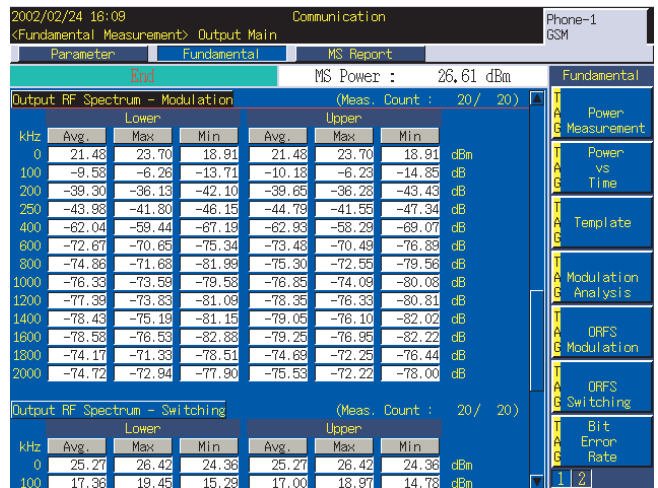 2002/02/24 16:09 Communication Phone-1
<Fundamental Measurement> Output Main GSM
Parameter Fundamental MS Report
End MS Power : 26.61 dBm Fundamental
Output RF Spectrum - Modulation (Meas. Count : 20/ 20)
Lower Upper
kHz Avg. Max Min Avg. Max Min
0 21.48 23.70 18.91 21.48 23.70 18.91 dBm
100 -9.58 -6.26 -13.71 -10.18 -6.23 -14.85 dB
200 -39.30 -36.13 -42.10 -39.65 -36.28 -43.43 dB
250 -43.98 -41.80 -46.15 -44.79 -41.55 -47.34 dB
400 -62.04 -59.44 -67.19 -62.93 -58.29 -69.07 dB
600 -72.67 -70.65 -75.34 -73.48 -70.49 -76.89 dB
800 -74.86 -71.68 -81.99 -75.30 -72.55 -79.56 dB
1000 -76.33 -73.59 -79.58 -76.85 -74.09 -80.08 dB
1200 -77.39 -73.83 -81.09 -78.35 -76.33 -80.81 dB
1400 -78.43 -75.19 -81.15 -79.05 -76.10 -82.02 dB
1600 -78.58 -76.53 -82.88 -79.25 -76.95 -82.22 dB
1800 -74.17 -71.33 -78.51 -74.69 -72.25 -76.44 dB
2000 -74.72 -72.94 -77.90 -75.53 -72.22 -78.00 dB
Output RF Spectrum - Switching (Meas. Count : 20/ 20)
Lower Upper
kHz Avg. Max Min Avg. Max Min
0 25.27 26.42 24.36 25.27 26.42 24.36 dBm
100 17.36 19.45 15.29 17.00 18.97 14.78 dBm
TAG Power
Measurement
TAG Power
vs
Time
TAG Template
TAG Modulation
Analysis
TAG ORFS
Modulation
TAG ORFS
Switching
TAG Bit
Error
Rate
1 2